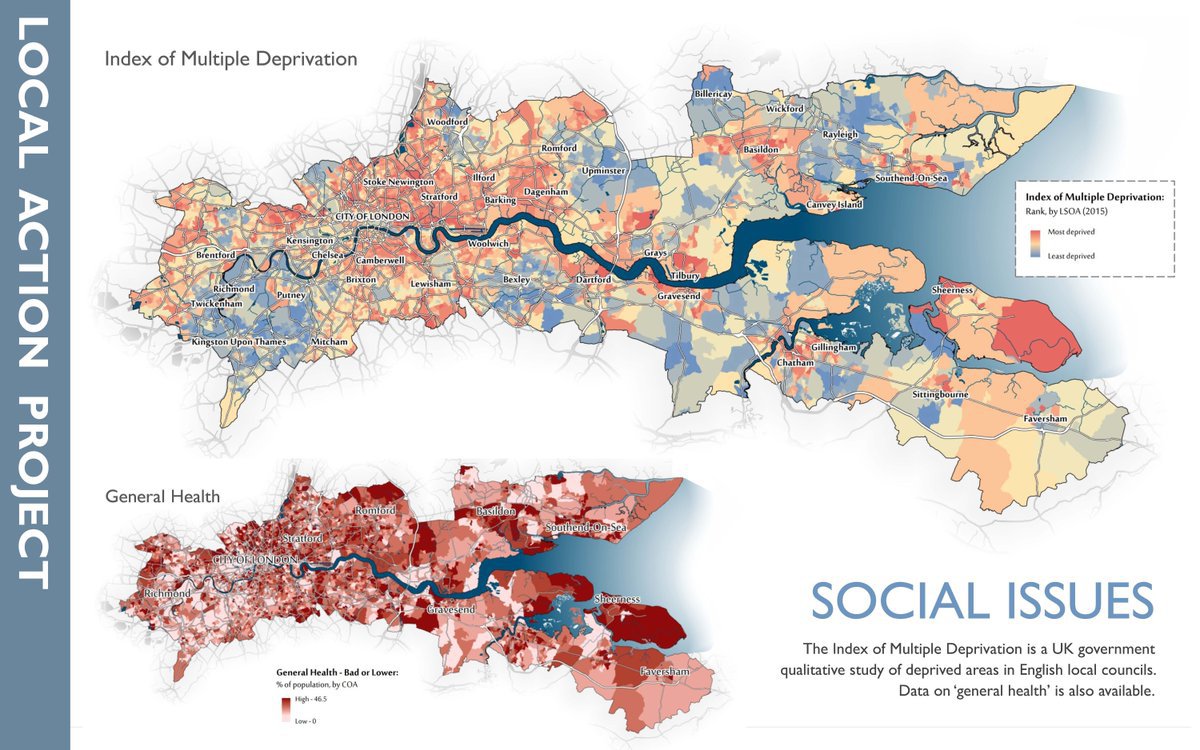 LOCAL ACTION PROJECT
Index of Multiple Deprivation
Billericay
Wickford
Woodford
Rayleigh
Romford
Basildon
Upminster
Stoke Newington
Ilford
Southend-On-Sea
Dagenham
Stratford
Barking
Canvey Island
CITY OF LONDON
Kensington
Woolwich
Brentford
Chelsea
Grays
Camberwell
Tilbury
Brixton
Lewisham
Bexley
Dartford
Richmond
Putney
Gravesend
Sheerness
Twickenham
Kingston Upon Thames
Mitcham
Gillingham
Chatham
Sittingbourne
Faversham
Index of Multiple Deprivation:
Rank, by LSOA (2015)
Most deprived
Least deprived
General Health
Romford
Basildon
Southend-On-Sea
Stratford
CITY OF LONDON
Richmond
Gravesend
Sheerness
Faversham
General Health - Bad or Lower:
% of population, by COA
High - 46.5
Low - 0
SOCIAL ISSUES
The Index of Multiple Deprivation is a UK government
qualitative study of deprived areas in English local councils.
Data on ‘general health’ is also available.